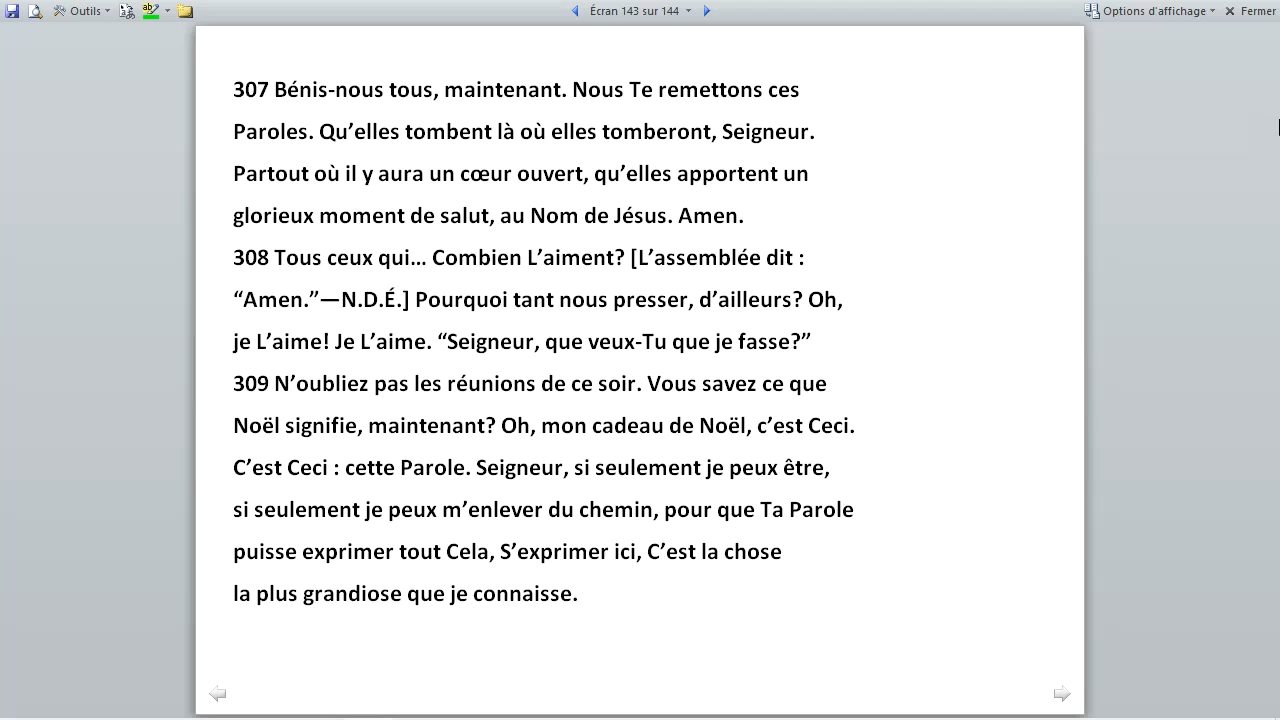 Outils
Écran 143 sur 144
Options d'affichage
Fermer
307 Bénis-nous tous, maintenant. Nous Te remettons ces
Paroles. Qu’elles tombent là où elles tomberont, Seigneur.
Partout où il y aura un cœur ouvert, qu’elles apportent un
glorieux moment de salut, au Nom de Jésus. Amen.
308 Tous ceux qui… Combien L’aiment? [L’assemblée dit :
“Amen.”—N.D.É.] Pourquoi tant nous presser, d’ailleurs? Oh,
je L’aime! Je L’aime. “Seigneur, que veux-Tu que je fasse?”
309 N’oubliez pas les réunions de ce soir. Vous savez ce que
Noël signifie, maintenant? Oh, mon cadeau de Noël, c’est Ceci.
C’est Ceci : cette Parole. Seigneur, si seulement je peux être,
si seulement je peux m’enlever du chemin, pour que Ta Parole
puisse exprimer tout Cela, S’exprimer ici, C’est la chose
la plus grandiose que je connaisse.